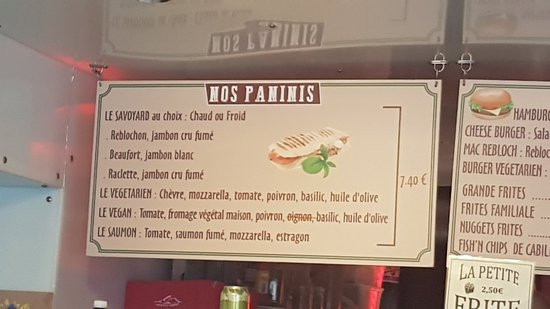 NOS PANINIS
LE SAVOYARD au choix : Chaud ou Froid
. Reblochon, jambon cru fumé
. Beaufort, jambon blanc
. Raclette, jambon cru fumé
LE VEGETARIEN : Chèvre, mozzarella, tomate, poivron, basilic, huile d'olive
LE VEGAN : Tomate, fromage végétal maison, poivron, oignon, basilic, huile d'olive
LE SAUMON : Tomate, saumon fumé, mozzarella, estragon
7.40 €
HAMBU
CHEESE BURGER : Sala
MAC REBLOCH : Rebloc
BURGER VEGETARIEN :
GRANDE FRITES
FRITES FAMILIALE
NUGGETS FRITES
FISH'N CHIPS DE CABIL
LA PETITE
2,50€
FRITE